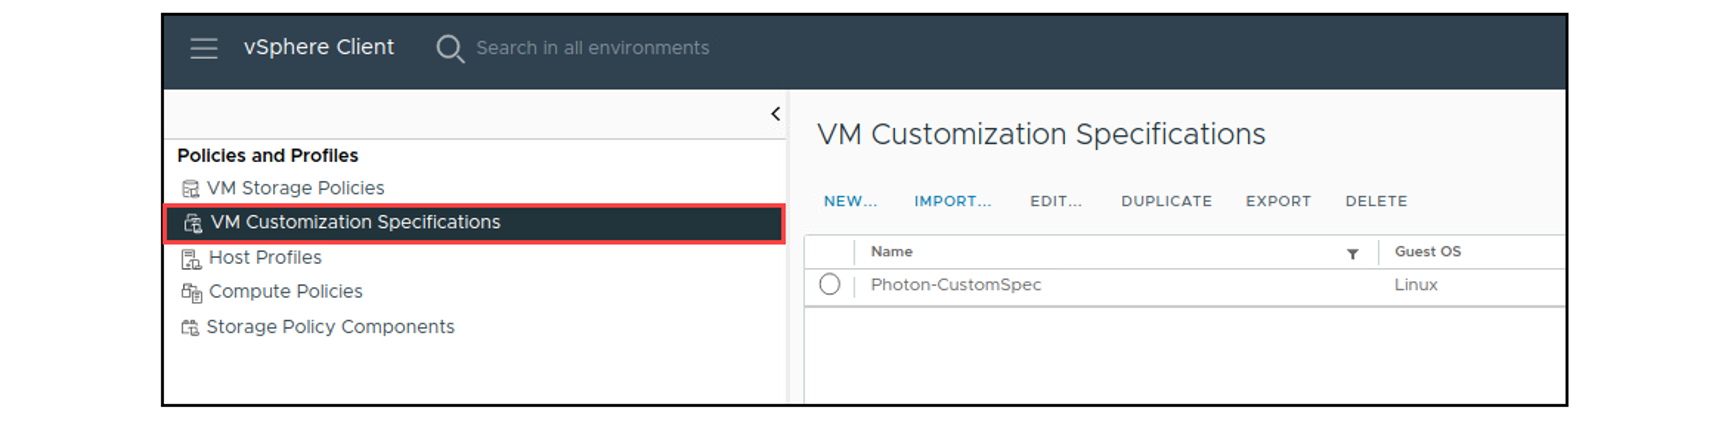 vSphere Client
Search in all environments
Policies and Profiles
VM Storage Policies
VM Customization Specifications
Host Profiles
Compute Policies
Storage Policy Components
VM Customization Specifications
NEW... IMPORT... EDIT... DUPLICATE EXPORT DELETE
Name Guest OS
Photon-CustomSpec Linux